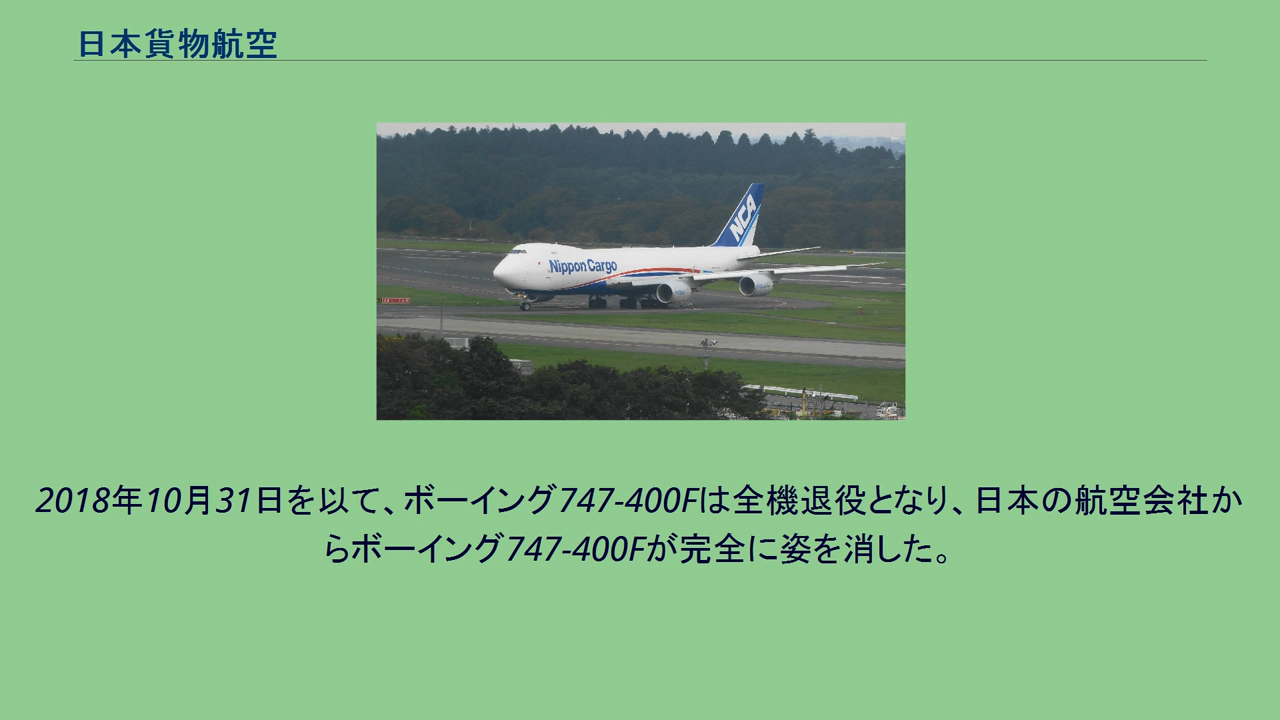 日本貨物航空
NCA
Nippon Cargo
2018年10月31日を以て、ボーイング747-400Fは全機退役となり、日本の航空会社か
らボーイング747-400Fが完全に姿を消した。